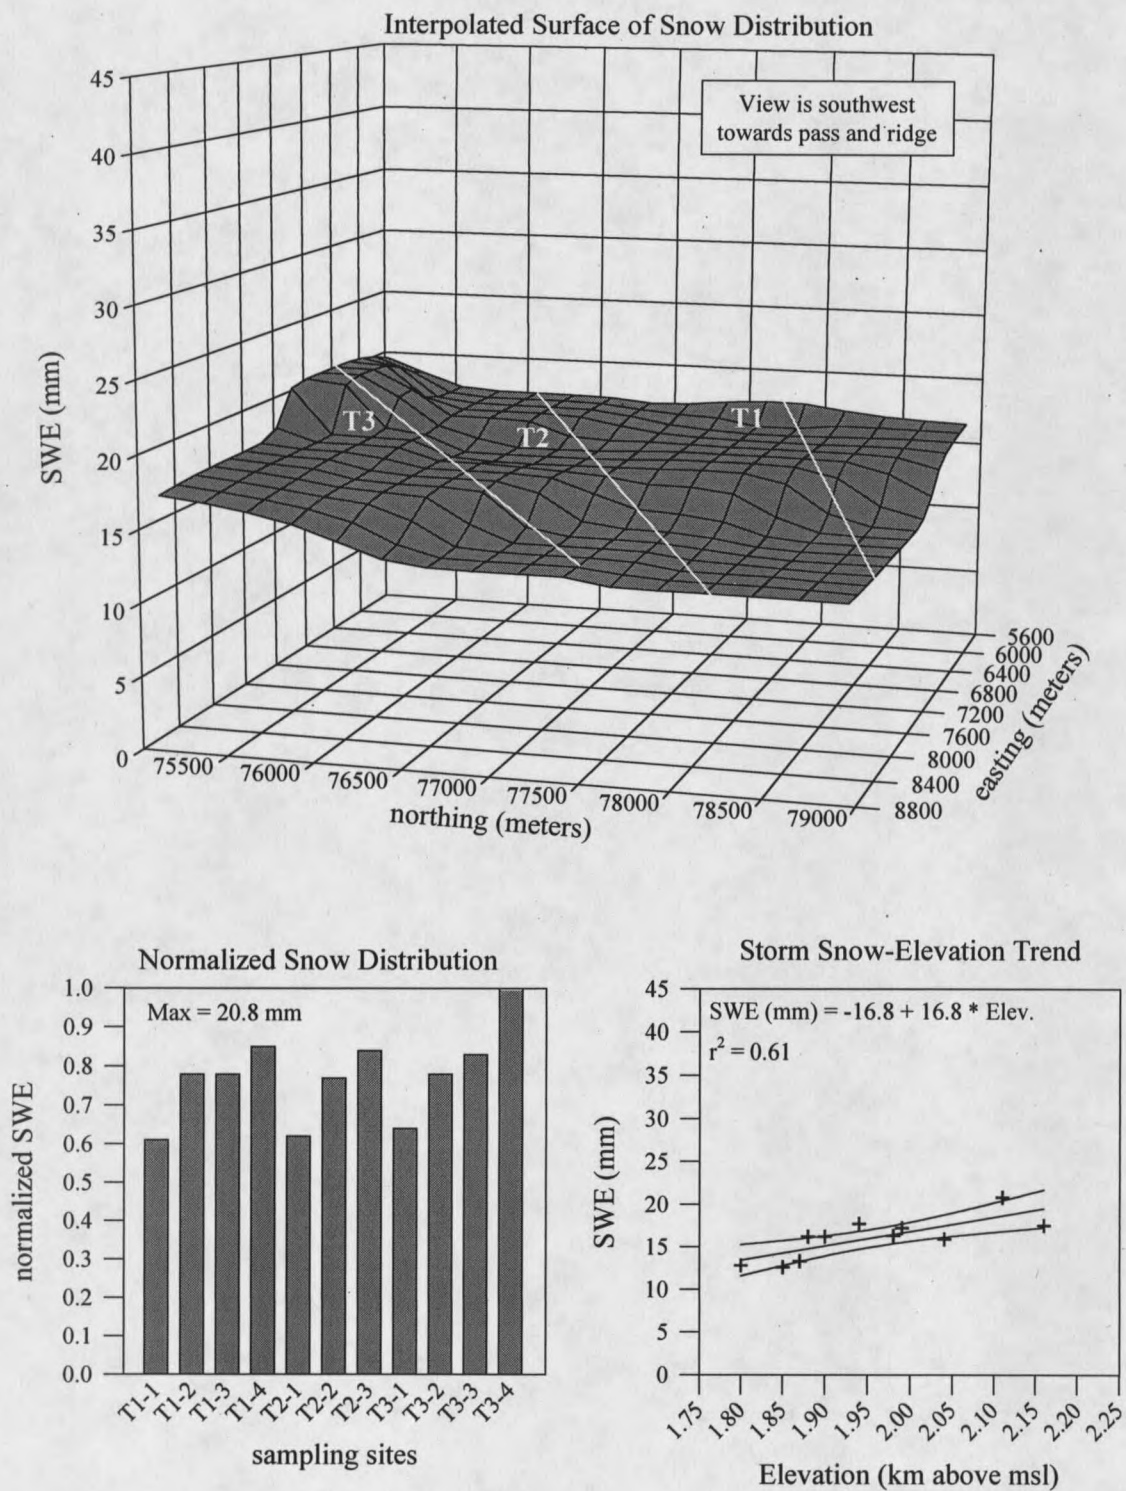 Interpolated Surface of Snow Distribution
View is southwest
towards pass and ridge
45
40
35
30
25
20
15
10
5
0
SWE (mm)
T3
T2
T1
75500
76000
76500
77000
77500
78000
78500
79000
northing (meters)
5600
6000
6400
6800
7200
7600
8000
8400
8800
easting (meters)
Normalized Snow Distribution
Max = 20.8 mm
1.0
0.9
0.8
0.7
0.6
0.5
0.4
0.3
0.2
0.1
0.0
normalized SWE
T1-1
T1-2
T1-3
T1-4
T2-1
T2-2
T2-3
T3-1
T3-2
T3-3
T3-4
sampling sites
Storm Snow-Elevation Trend
SWE (mm) = -16.8 + 16.8 * Elev.
r² = 0.61
45
40
35
30
25
20
15
10
5
0
SWE (mm)
1.75
1.80
1.85
1.90
1.95
2.00
2.05
2.10
2.15
2.20
2.25
Elevation (km above msl)